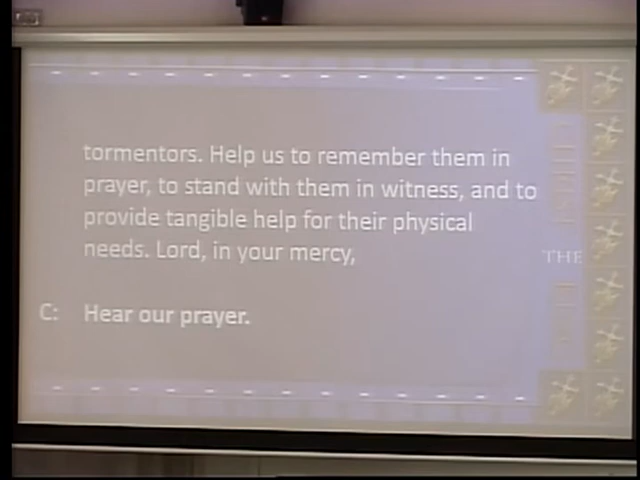 tormentors. Help us to remember them in
prayer, to stand with them in witness, and to
provide tangible help for their physical
needs. Lord, in your mercy,
THE
C: Hear our prayer.